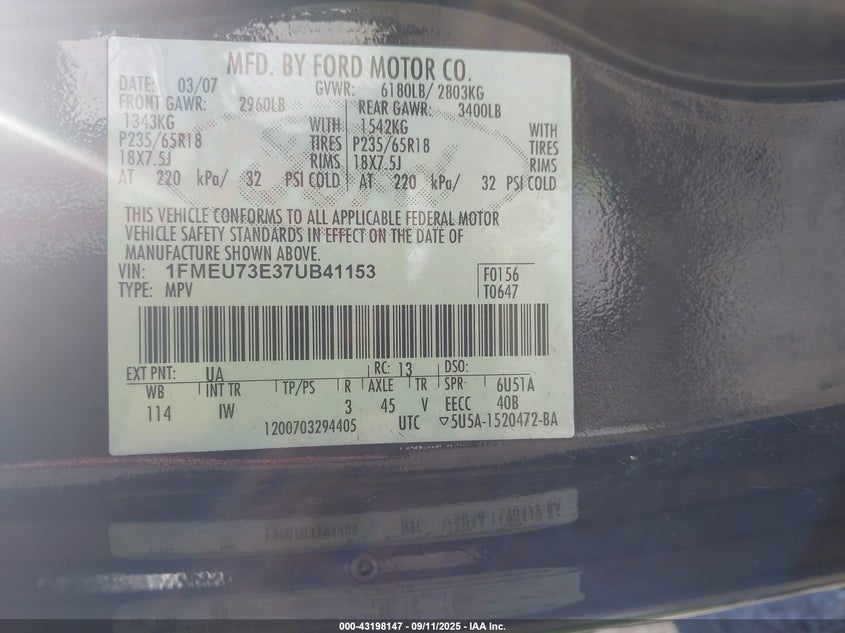 MFD. BY FORD MOTOR CO.
DATE: 03/07 GVWR: 6180LB/ 2803KG
FRONT GAWR: 2960LB REAR GAWR: 3400LB
1343KG WITH 1542KG WITH
P235/65R18 TIRES P235/65R18 TIRES
18X7.5J RIMS 18X7.5J RIMS
AT 220 kPa/ 32 PSI COLD AT 220 kPa/ 32 PSI COLD
THIS VEHICLE CONFORMS TO ALL APPLICABLE FEDERAL MOTOR
VEHICLE SAFETY STANDARDS IN EFFECT ON THE DATE OF
MANUFACTURE SHOWN ABOVE.
VIN: 1FMEU73E37UB41153 F0156
TYPE: MPV T0647
EXT PNT: UA RC: 13 DSO:
WB INT TR TP/PS R AXLE TR SPR 6U51A
114 IW 3 45 V EECC 40B
1200703294405 UTC ▽5U5A-1520472-BA
000-43198147 - 09/11/2025 - IAA Inc.